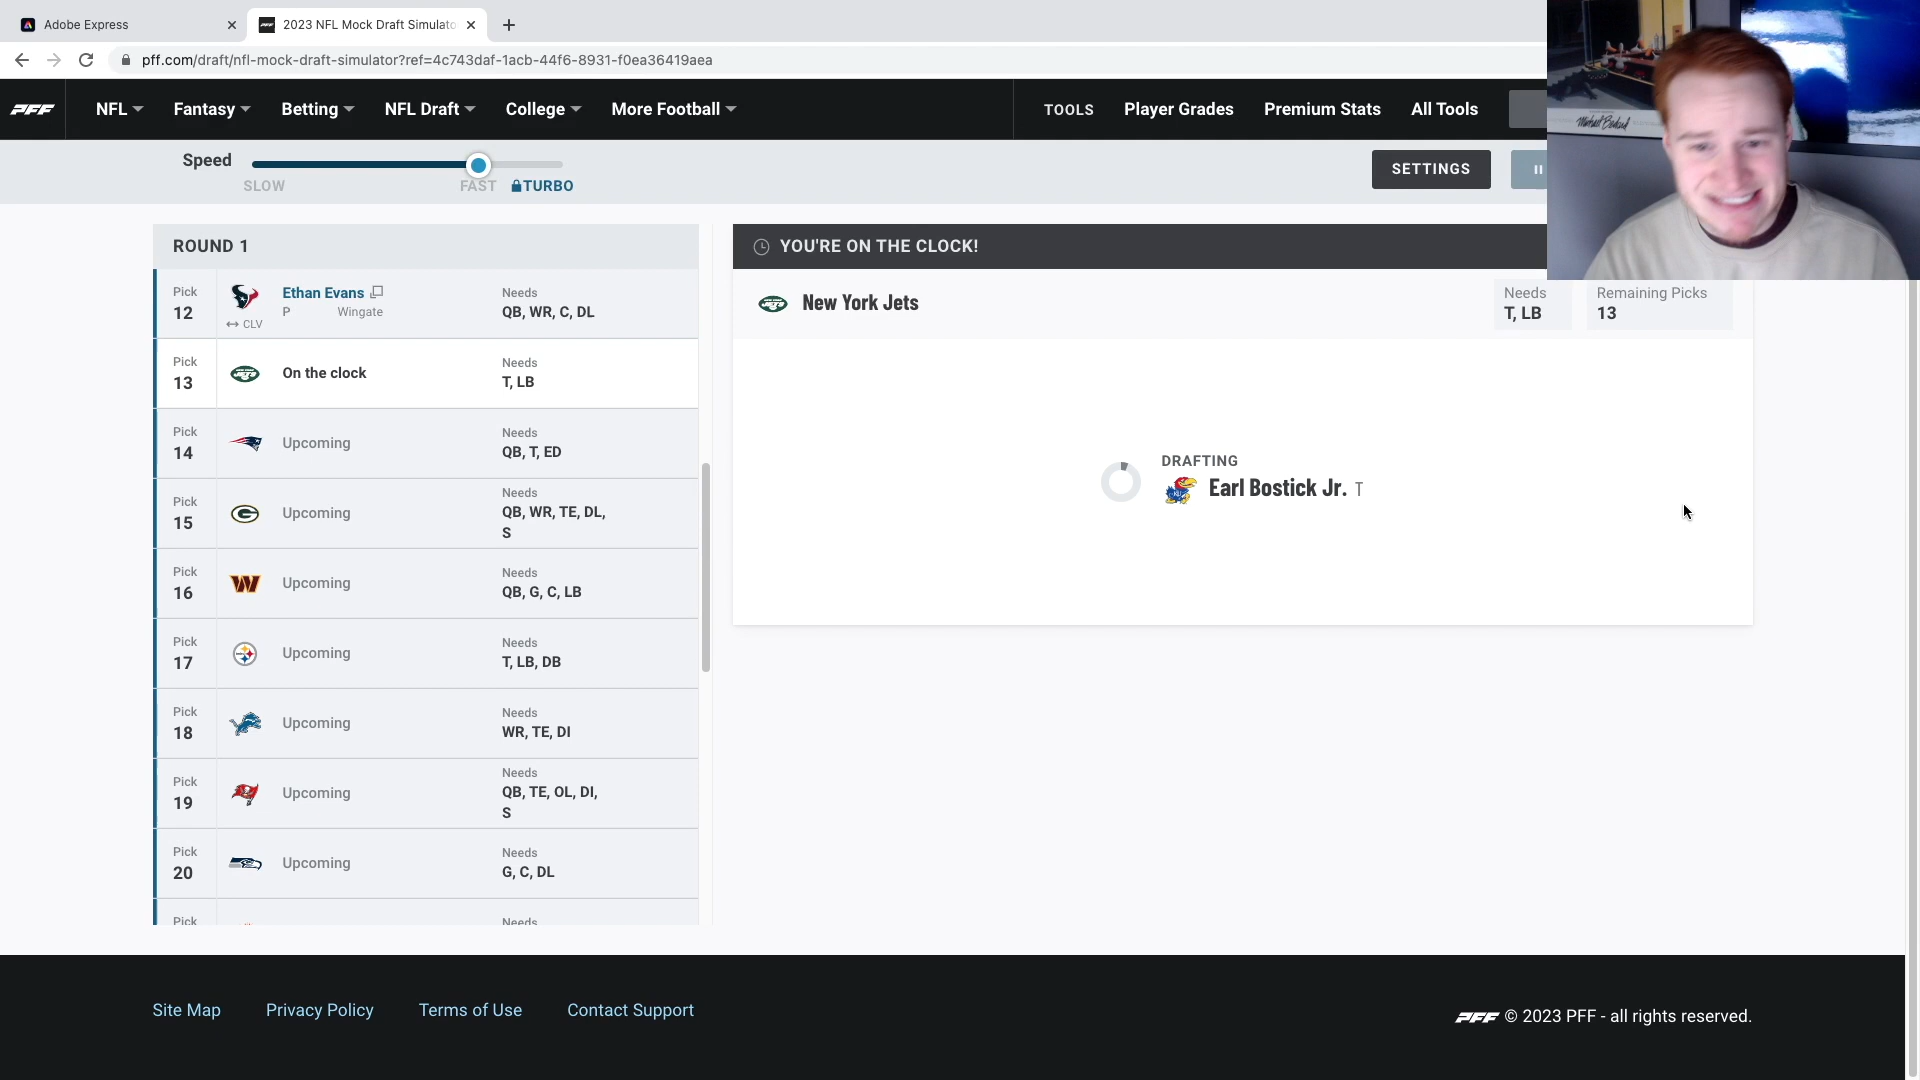 Adobe Express
2023 NFL Mock Draft Simulato
pff.com/draft/nfl-mock-draft-simulator?ref=4c743daf-1acb-44f6-8931-f0ea36419aea
PFF
NFL
Fantasy
Betting
NFL Draft
College
More Football
TOOLS
Player Grades
Premium Stats
All Tools
Speed
SLOW
FAST
TURBO
SETTINGS
ROUND 1
Pick
12
CLV
Ethan Evans
P Wingate
Needs
QB, WR, C, DL
Pick
13
On the clock
Needs
T, LB
Pick
14
Upcoming
Needs
QB, T, ED
Pick
15
Upcoming
Needs
QB, WR, TE, DL,
S
Pick
16
Upcoming
Needs
QB, G, C, LB
Pick
17
Upcoming
Needs
T, LB, DB
Pick
18
Upcoming
Needs
WR, TE, DI
Pick
19
Upcoming
Needs
QB, TE, OL, DI,
S
Pick
20
Upcoming
Needs
G, C, DL
Pick
Needs
YOU'RE ON THE CLOCK!
New York Jets
Needs
T, LB
Remaining Picks
13
DRAFTING
Earl Bostick Jr. T
Site Map
Privacy Policy
Terms of Use
Contact Support
PFF © 2023 PFF - all rights reserved.